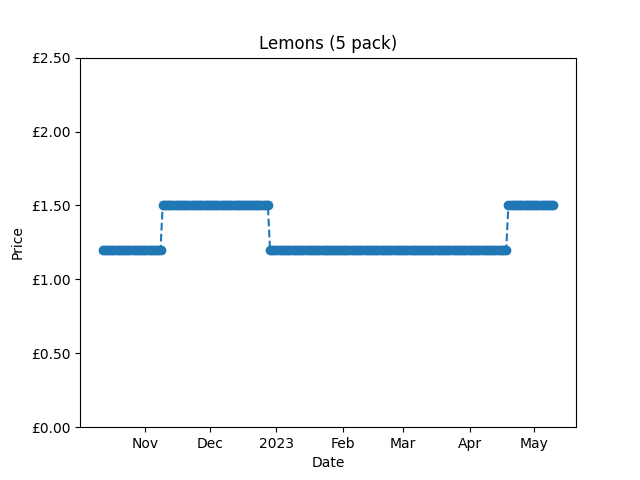 Lemons (5 pack)
£2.50
£2.00
£1.50
£1.00
£0.50
£0.00
Price
Nov Dec 2023 Feb Mar Apr May
Date